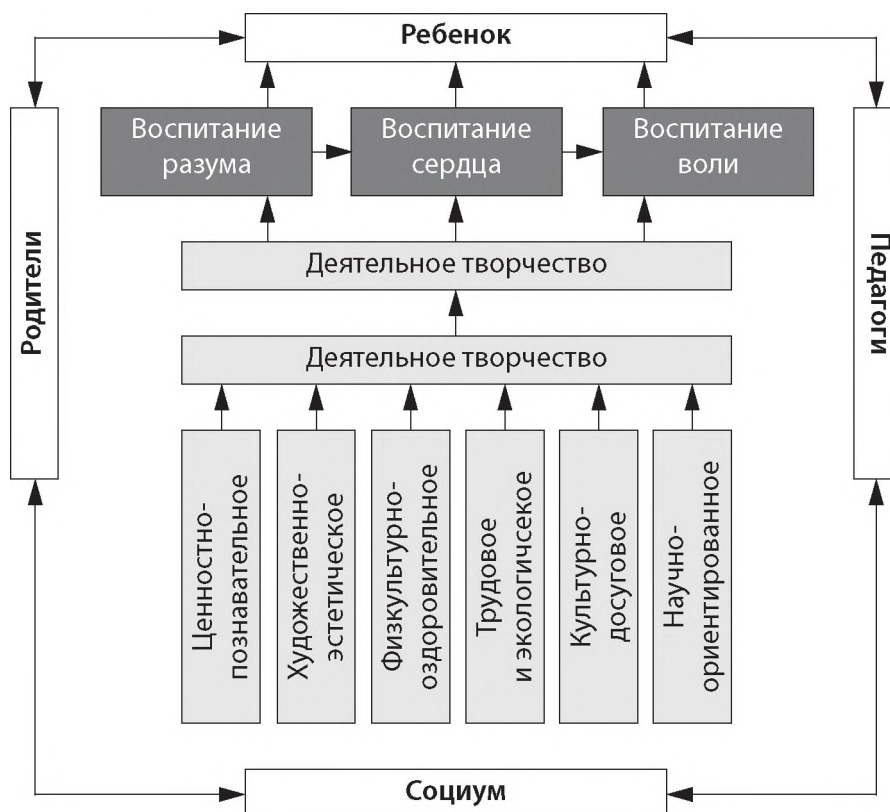 Ребенок
Воспитание
разума
Воспитание
сердца
Воспитание
воли
Родители
Педагоги
Деятельное творчество
Деятельное творчество
Ценностно-
познавательное
Художественно-
эстетическое
Физкультурно-
оздоровительное
Трудовое
и экологичсекое
Культурно-
досуговое
Научно-
ориентированное
Социум